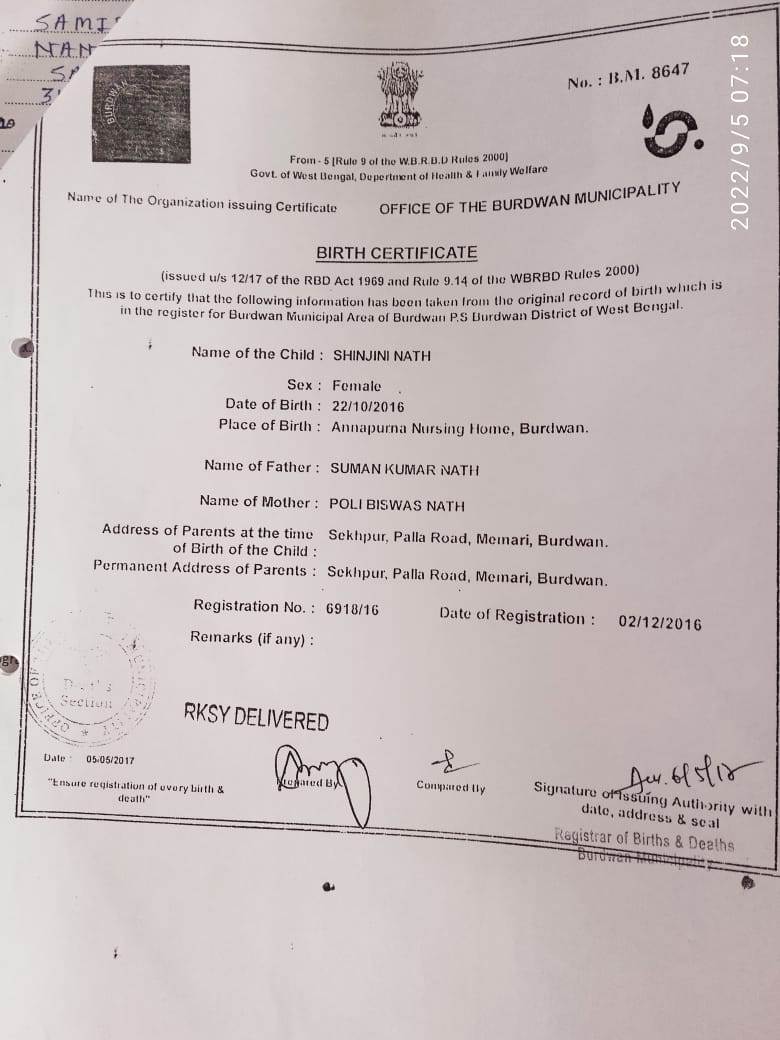 SAMI
NAN
BURDWAN
No. : B.M. 8647
2022/9/5 07:18
From - 5 [Rule 9 of the W.B.R.B.D Rules 2000]
Govt. of West Bengal, Depertment of Health & Family Welfare
Name of The Organization issuing Certificate OFFICE OF THE BURDWAN MUNICIPALITY
BIRTH CERTIFICATE
(issued u/s 12/17 of the RBD Act 1969 and Rule 9.14 of the WBRBD Rules 2000)
This is to certify that the following information has been taken from the original record of birth which is
in the register for Burdwan Municipal Area of Burdwan P.S Burdwan District of West Bengal.
Name of the Child : SHINJINI NATH
Sex : Female
Date of Birth : 22/10/2016
Place of Birth : Annapurna Nursing Home, Burdwan.
Name of Father : SUMAN KUMAR NATH
Name of Mother : POLI BISWAS NATH
Address of Parents at the time Sekhpur, Palla Road, Memari, Burdwan.
of Birth of the Child :
Permanent Address of Parents : Sekhpur, Palla Road, Memari, Burdwan.
Registration No. : 6918/16 Date of Registration : 02/12/2016
Remarks (if any) :
Section
RKSY DELIVERED
Date : 05/05/2017
"Ensure registration of every birth &
death"
Prepared By
Compared By
Signature of Issuing Authority with
date, address & seal
Registrar of Births & Deaths
Burdwan Municipality